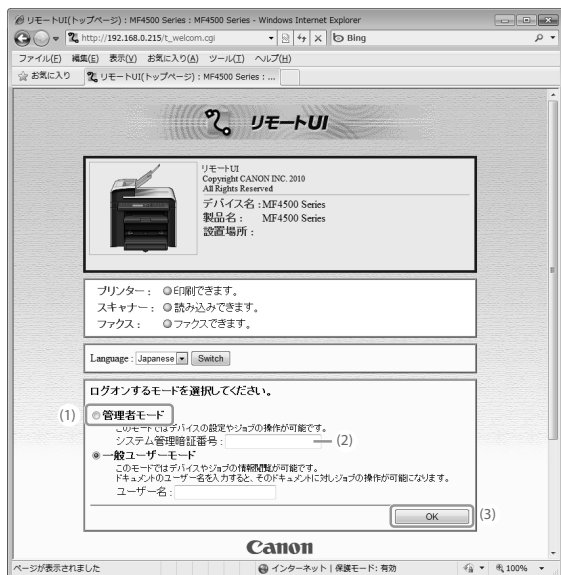 リモートUI(トップページ) : MF4500 Series : MF4500 Series - Windows Internet Explorer
http://192.168.0.215/t_welcom.cgi
Bing
ファイル(F) 編集(E) 表示(V) お気に入り(A) ツール(T) ヘルプ(H)
お気に入り リモートUI(トップページ) : MF4500 Series : ...
リモートUI
リモートUI
Copyright CANON INC. 2010
All Rights Reserved
デバイス名 : MF4500 Series
製品名 : MF4500 Series
設置場所 :
プリンター : 印刷できます。
スキャナー : 読み込みできます。
ファクス : ファクスできます。
Language : Japanese Switch
ログオンするモードを選択してください。
(1) 管理者モード
このモードではデバイスの設定やジョブの操作が可能です。
システム管理暗証番号 : (2)
一般ユーザーモード
このモードではデバイスやジョブの情報閲覧が可能です。
ドキュメントのユーザー名を入力すると、そのドキュメントに対しジョブの操作が可能になります。
ユーザー名 :
OK (3)
Canon
ページが表示されました インターネット | 保護モード: 有効 100%